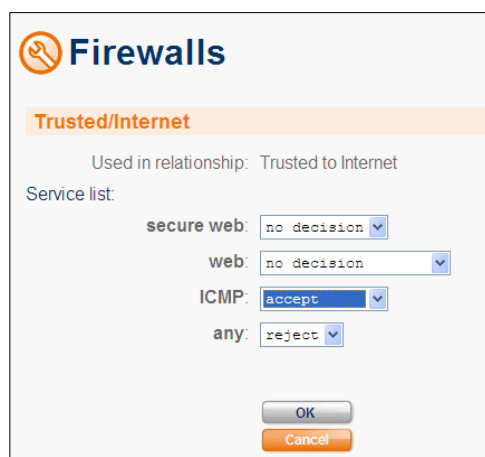 Firewalls
Trusted/Internet
Used in relationship: Trusted to Internet
Service list:
secure web: no decision
web: no decision
ICMP: accept
any: reject
OK
Cancel